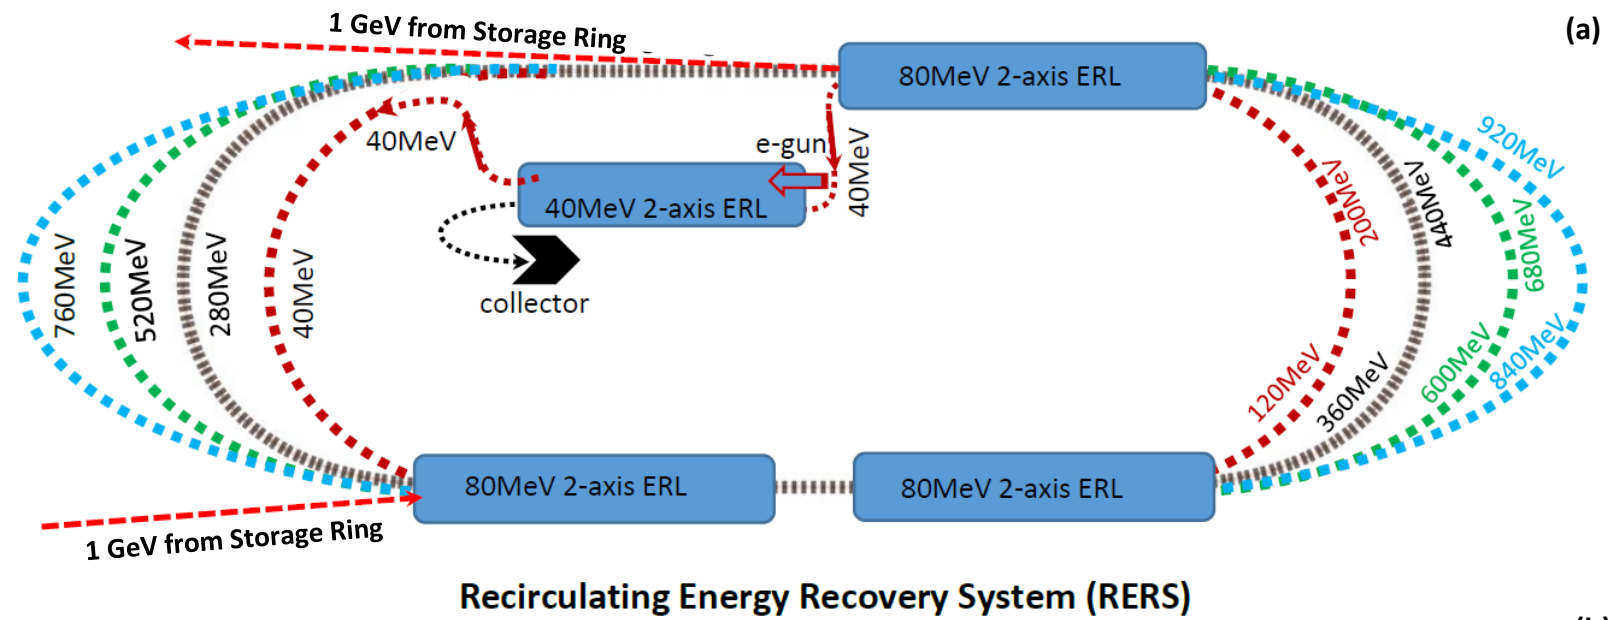 1 GeV from Storage Ring
(a)
80MeV 2-axis ERL
40MeV
e-gun
40MeV
40MeV 2-axis ERL
collector
760MeV
520MeV
280MeV
40MeV
200MeV
440MeV
680MeV
920MeV
120MeV
360MeV
600MeV
840MeV
80MeV 2-axis ERL
80MeV 2-axis ERL
1 GeV from Storage Ring
Recirculating Energy Recovery System (RERS)